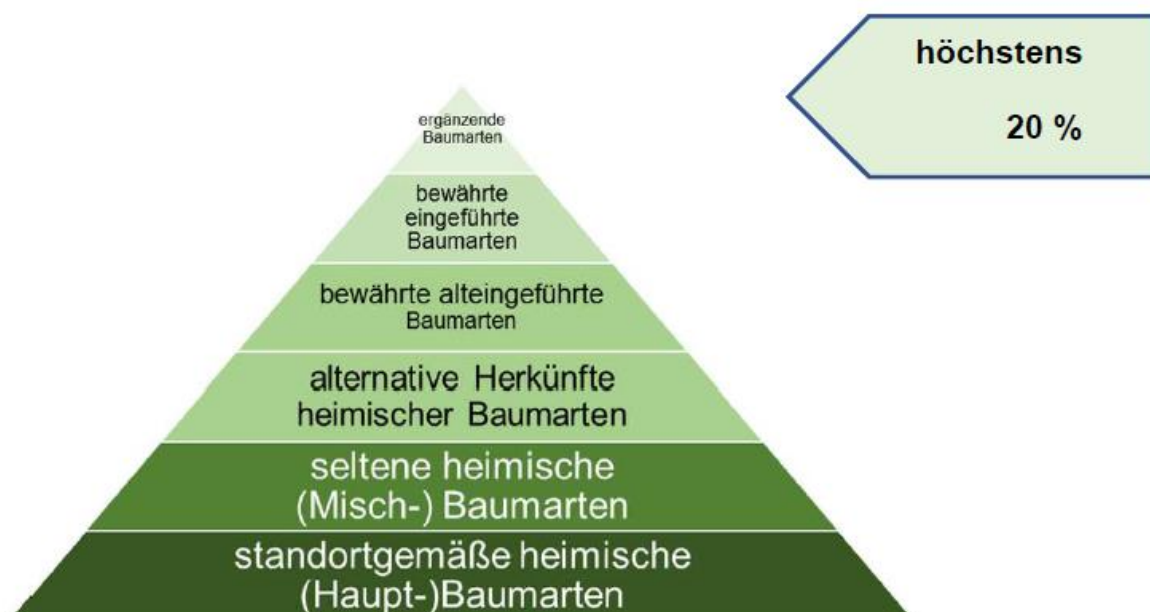 höchstens
20 %
ergänzende
Baumarten
bewährte
eingeführte
Baumarten
bewährte alteingeführte
Baumarten
alternative Herkünfte
heimischer Baumarten
seltene heimische
(Misch-) Baumarten
standortgemäße heimische
(Haupt-)Baumarten